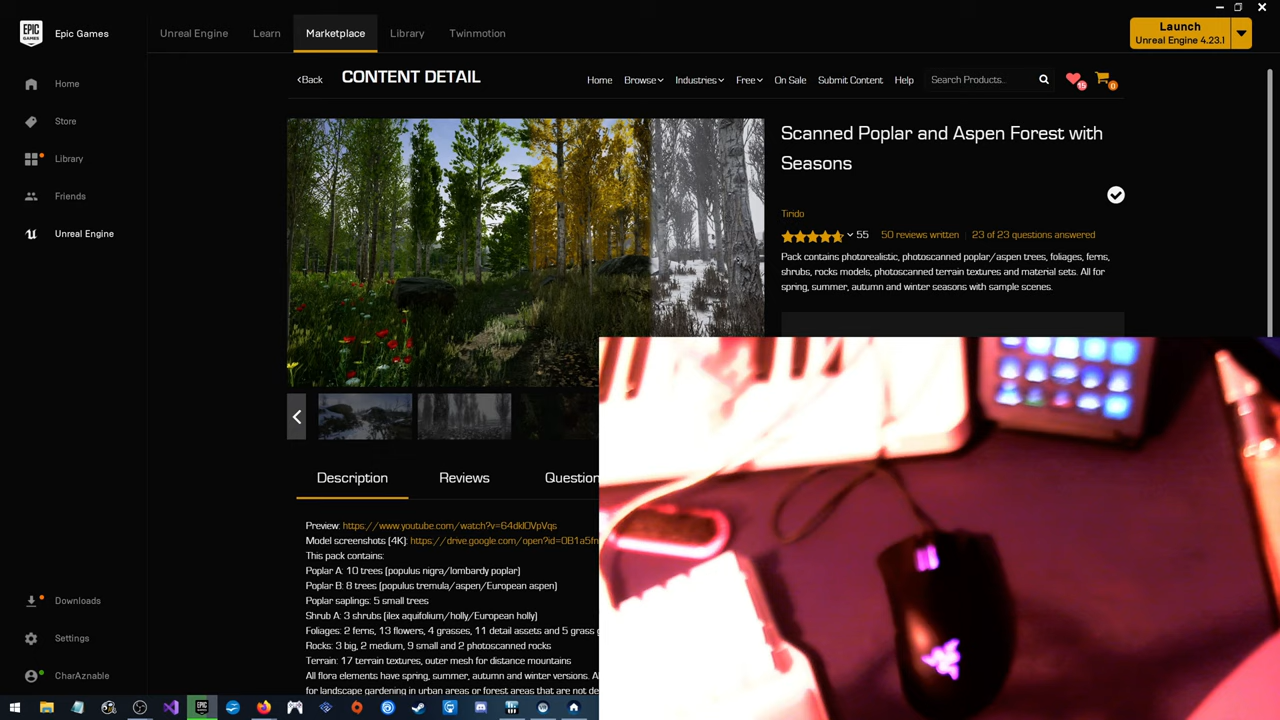 EPIC GAMES
Epic Games
Unreal Engine
Learn
Marketplace
Library
Twinmotion
Launch
Unreal Engine 4.23.1
Home
Store
Library
Friends
Unreal Engine
Downloads
Settings
CharAznable
Back
CONTENT DETAIL
Home
Browse
Industries
Free
On Sale
Submit Content
Help
Search Products...
15
0
Scanned Poplar and Aspen Forest with
Seasons
Tindo
55
50 reviews written
23 of 23 questions answered
Pack contains photorealistic, photoscanned poplar/aspen trees, foliages, ferns,
shrubs, rocks models, photoscanned terrain textures and material sets. All for
spring, summer, autumn and winter seasons with sample scenes.
Description
Reviews
Question
Preview: https://www.youtube.com/watch?v=64dkIOVpVqs
Model screenshots (4K): https://drive.google.com/open?id=0B1a5fn
This pack contains:
Poplar A: 10 trees (populus nigra/lombardy poplar)
Poplar B: 8 trees (populus tremula/aspen/European aspen)
Poplar saplings: 5 small trees
Shrub A: 3 shrubs (ilex aquifolium/holly/European holly)
Foliages: 2 ferns, 13 flowers, 4 grasses, 11 detail assets and 5 grass
Rocks: 3 big, 2 medium, 9 small and 2 photoscanned rocks
Terrain: 17 terrain textures, outer mesh for distance mountains
All flora elements have spring, summer, autumn and winter versions.
for landscape gardening in urban areas or forest areas that are not de